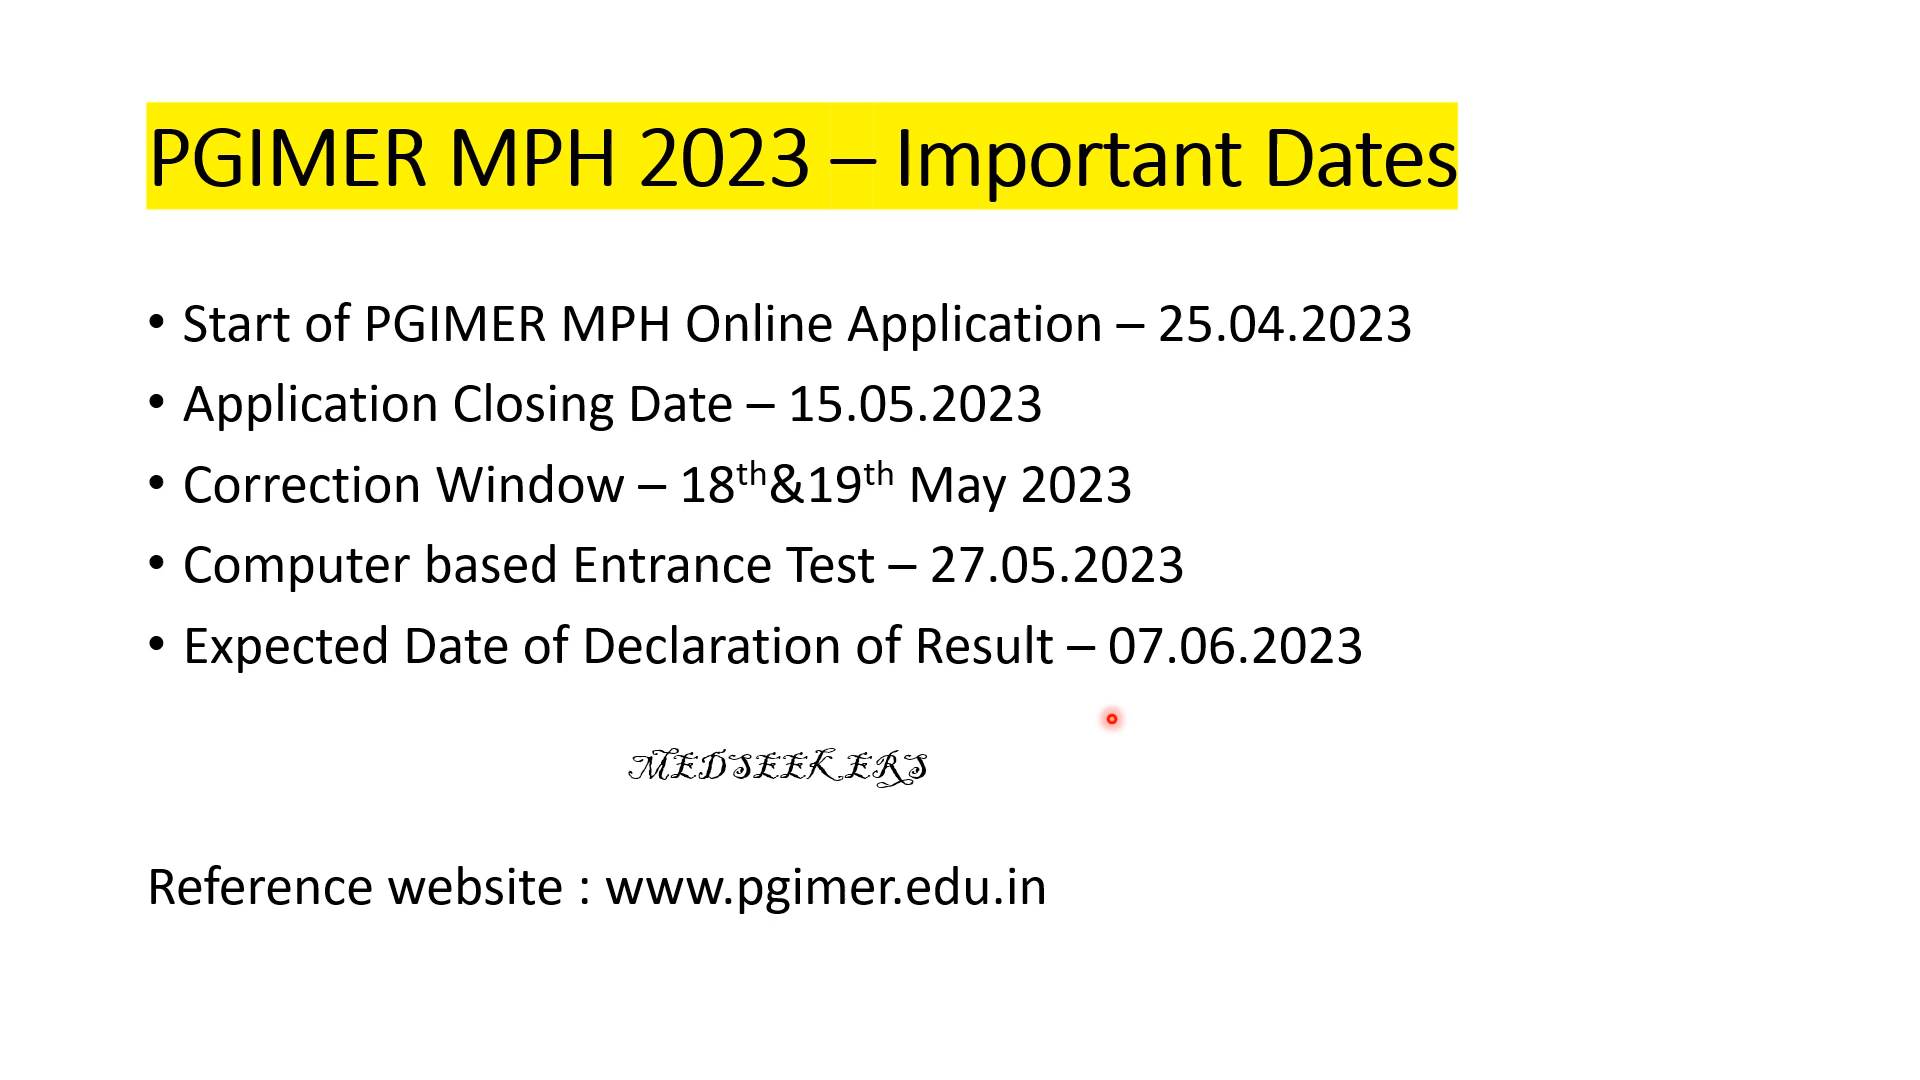 PGIMER MPH 2023 – Important Dates
• Start of PGIMER MPH Online Application – 25.04.2023
• Application Closing Date – 15.05.2023
• Correction Window – 18th&19th May 2023
• Computer based Entrance Test – 27.05.2023
• Expected Date of Declaration of Result – 07.06.2023
MEDSEEKERS
Reference website : www.pgimer.edu.in